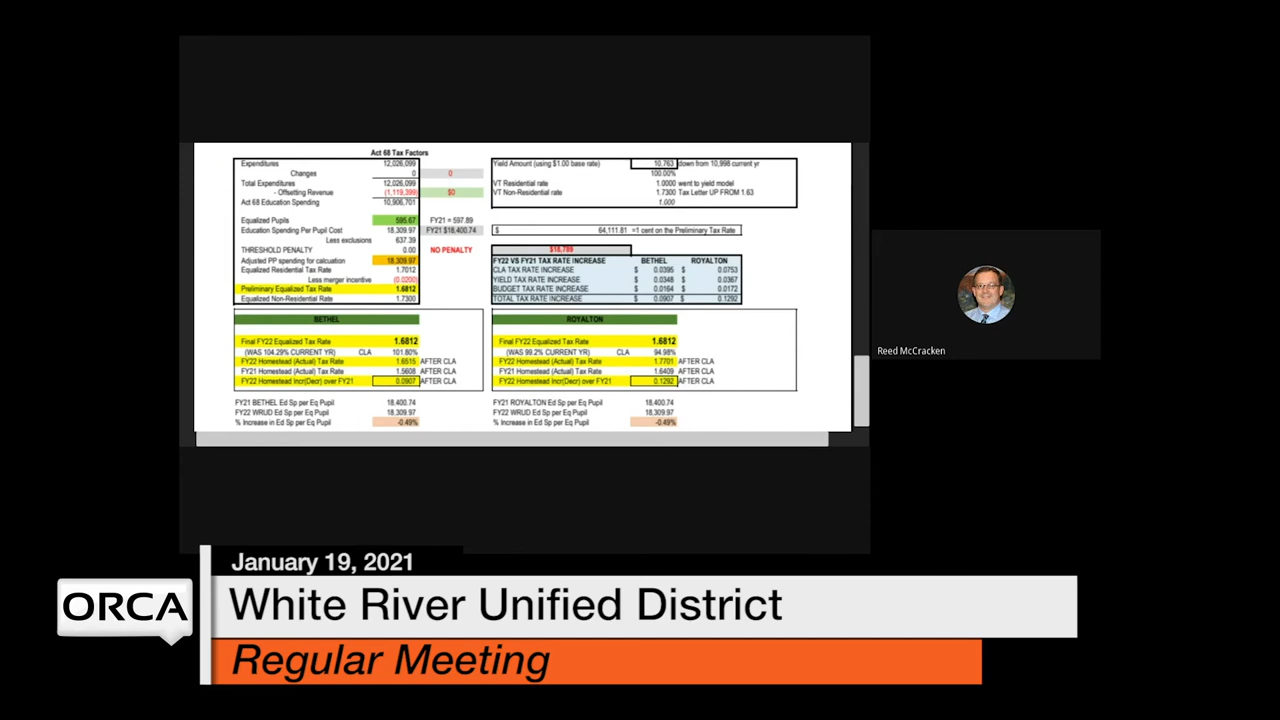 Act 68 Tax Factors
Expenditures 12,026,099
Changes 0 0
Total Expenditures 12,026,099
- Offsetting Revenue (1,119,399) $0
Act 68 Education Spending 10,906,701
Equalized Pupils 595.67 FY21 = 597.89
Education Spending Per Pupil Cost 18,309.97 FY21 $18,400.74
Less exclusions 637.39
THRESHOLD PENALTY 0.00 NO PENALTY
Adjusted PP spending for calcuation 18,309.97
Equalized Residential Tax Rate 1.7012
Less merger incentive (0.0200)
Preliminary Equalized Tax Rate 1.6812
Equalized Non-Residential Rate 1.7300
Yield Amount (using $1.00 base rate) 10,763 down from 10,998 current yr
100.00%
VT Residential rate 1.0000 went to yield model
VT Non-Residential rate 1.7300 Tax Letter UP FROM 1.63
1.000
$ 64,111.81 =1 cent on the Preliminary Tax Rate
$18,789
FY22 VS FY21 TAX RATE INCREASE BETHEL ROYALTON
CLA TAX RATE INCREASE $ 0.0395 $ 0.0753
YIELD TAX RATE INCREASE $ 0.0348 $ 0.0367
BUDGET TAX RATE INCREASE $ 0.0164 $ 0.0172
TOTAL TAX RATE INCREASE $ 0.0907 $ 0.1292
BETHEL
Final FY22 Equalized Tax Rate 1.6812
(WAS 104.29% CURRENT YR) CLA 101.80%
FY22 Homestead (Actual) Tax Rate 1.6515 AFTER CLA
FY21 Homestead (Actual) Tax Rate 1.5608 AFTER CLA
FY22 Homestead Incr(Decr) over FY21 0.0907 AFTER CLA
ROYALTON
Final FY22 Equalized Tax Rate 1.6812
(WAS 99.2% CURRENT YR) CLA 94.98%
FY22 Homestead (Actual) Tax Rate 1.7701 AFTER CLA
FY21 Homestead (Actual) Tax Rate 1.6409 AFTER CLA
FY22 Homestead Incr(Decr) over FY21 0.1292 AFTER CLA
FY21 BETHEL Ed Sp per Eq Pupil 18,400.74
FY22 WRUD Ed Sp per Eq Pupil 18,309.97
% Increase in Ed Sp per Eq Pupil -0.49%
FY21 ROYALTON Ed Sp per Eq Pupil 18,400.74
FY22 WRUD Ed Sp per Eq Pupil 18,309.97
% Increase in Ed Sp per Eq Pupil -0.49%
Reed McCracken
January 19, 2021
ORCA
White River Unified District
Regular Meeting